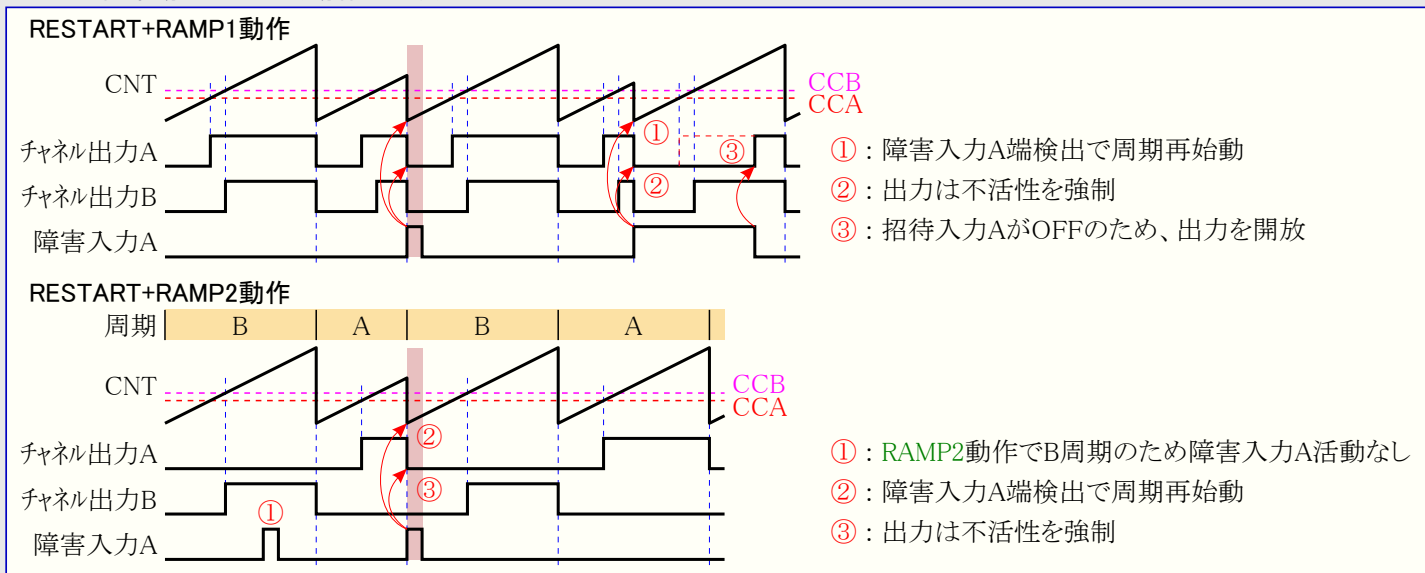 RESTART+RAMP1動作
CNT
CCB
CCA
チャネル出力A
チャネル出力B
障害入力A
①
②
③
①：障害入力A端検出で周期再始動
②：出力は不活性を強制
③：招待入力AがOFFのため、出力を開放
RESTART+RAMP2動作
周期 B A B A
CNT
CCB
CCA
チャネル出力A
チャネル出力B
障害入力A
①
②
③
①：RAMP2動作でB周期のため障害入力A活動なし
②：障害入力A端検出で周期再始動
③：出力は不活性を強制